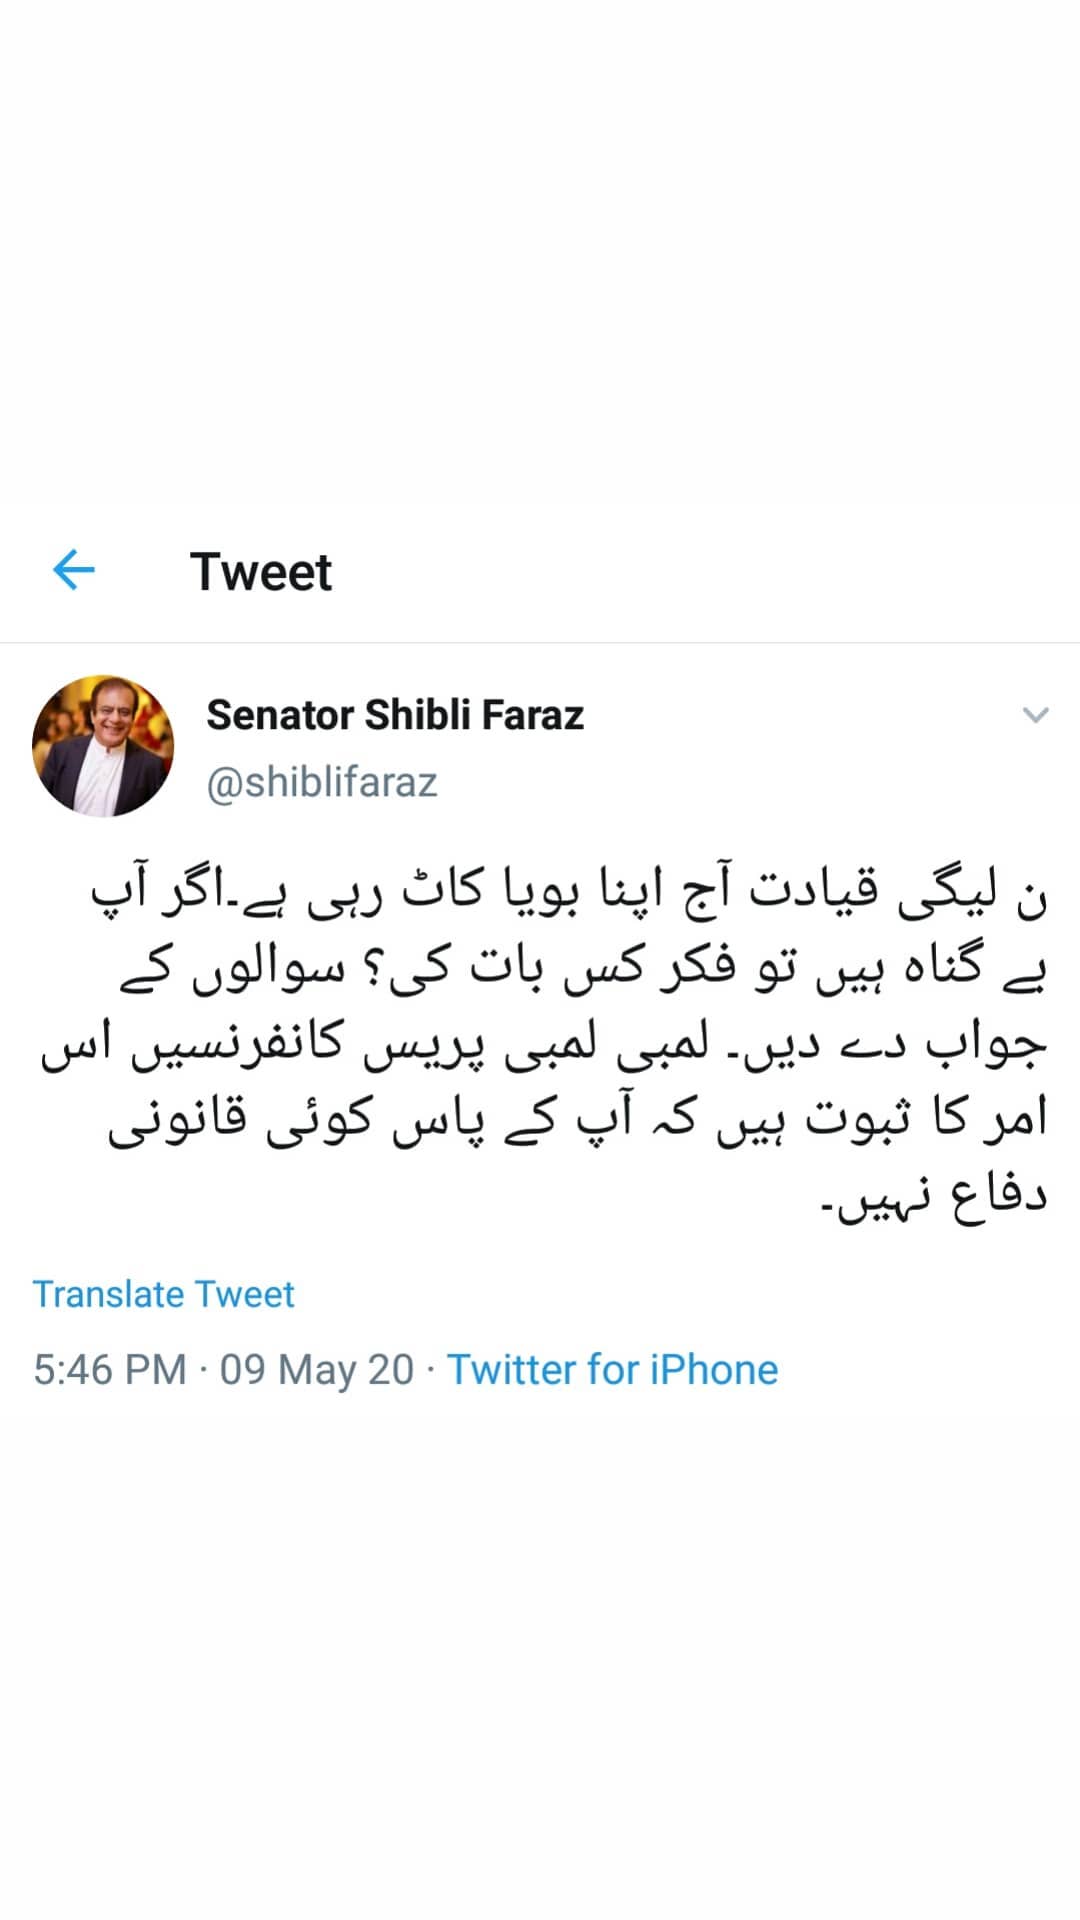 Tweet
Senator Shibli Faraz
@shiblifaraz
ن لیگی قیادت آج اپنا بویا کاٹ رہی ہے۔اگر آپ
بے گناہ ہیں تو فکر کس بات کی؟ سوالوں کے
جواب دے دیں۔ لمبی لمبی پریس کانفرنسیں اس
امر کا ثبوت ہیں کہ آپ کے پاس کوئی قانونی
دفاع نہیں۔
Translate Tweet
5:46 PM · 09 May 20 · Twitter for iPhone